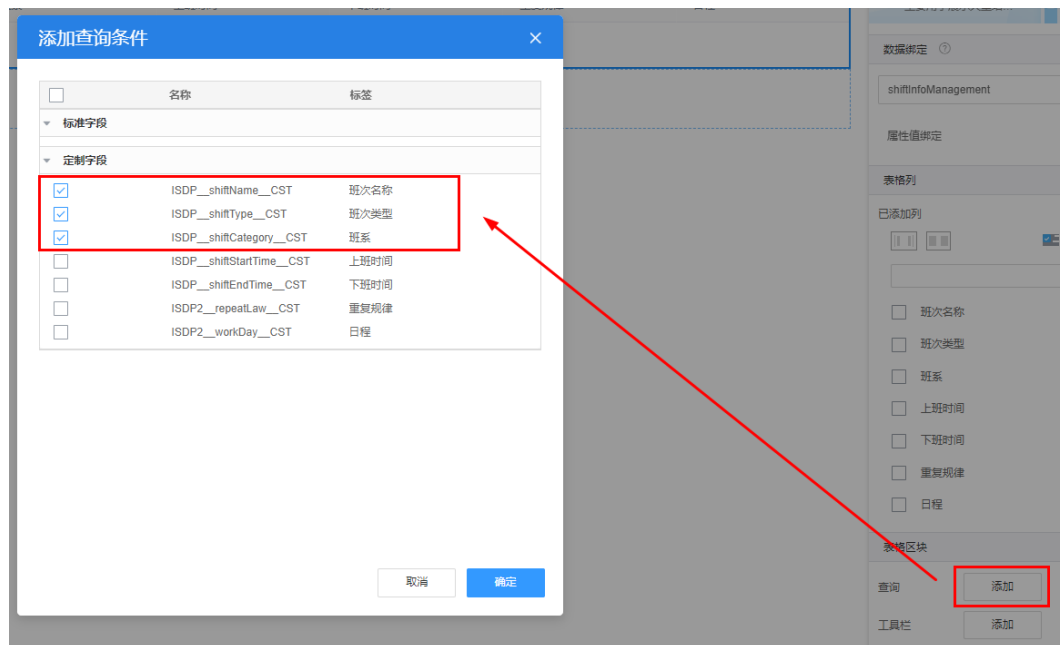 添加查询条件
名称 标签
标准字段
定制字段
ISDP__shiftName__CST 班次名称
ISDP__shiftType__CST 班次类型
ISDP__shiftCategory__CST 班系
ISDP__shiftStartTime__CST 上班时间
ISDP__shiftEndTime__CST 下班时间
ISDP2__repeatLaw__CST 重复规律
ISDP2__workDay__CST 日程
取消 确定
数据绑定
shiftInfoManagement
属性值绑定
表格列
已添加列
班次名称
班次类型
班系
上班时间
下班时间
重复规律
日程
表格区块
查询 添加
工具栏 添加